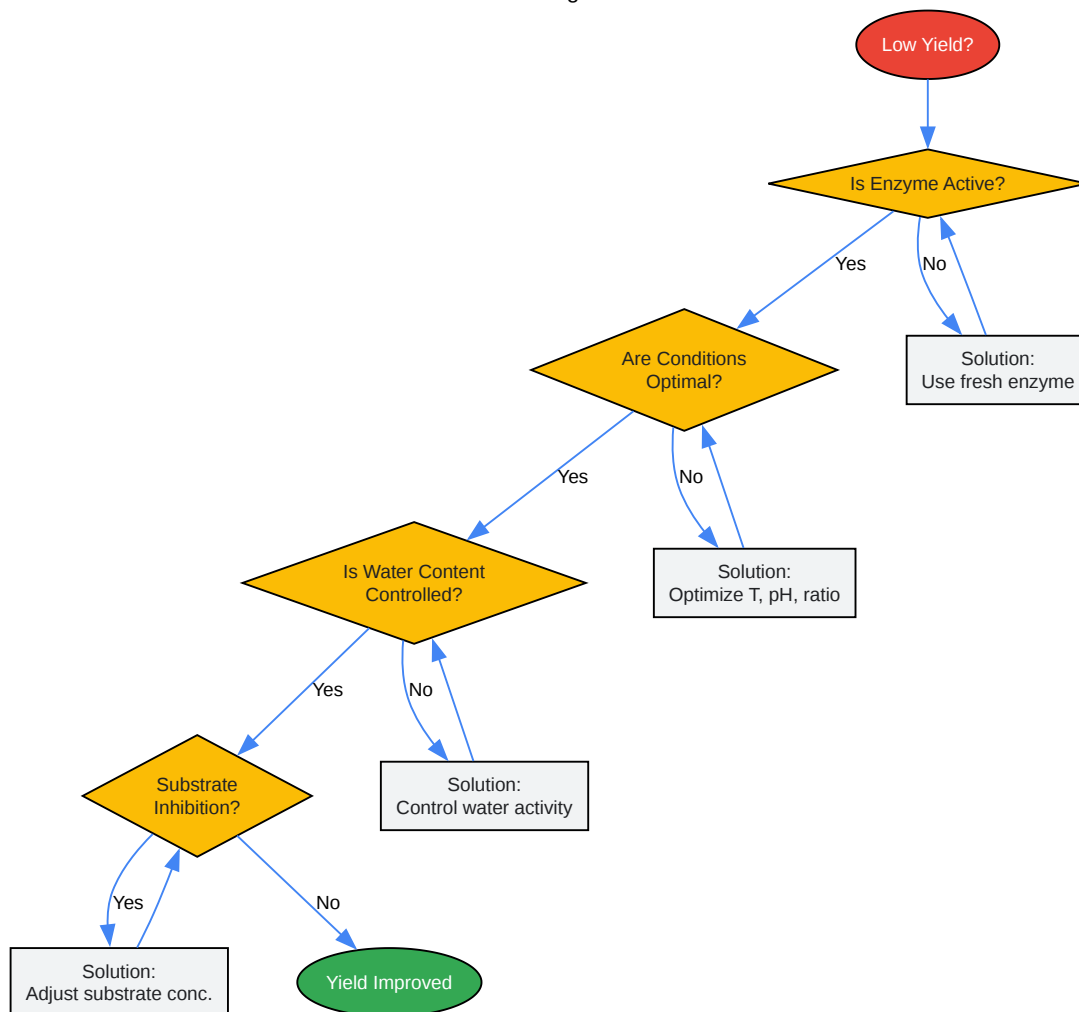 Low Yield?
Is Enzyme Active?
Yes
No
Solution:
Use fresh enzyme
Are Conditions
Optimal?
Yes
No
Solution:
Optimize T, pH, ratio
Is Water Content
Controlled?
Yes
No
Solution:
Control water activity
Substrate
Inhibition?
Yes
No
Solution:
Adjust substrate conc.
Yield Improved